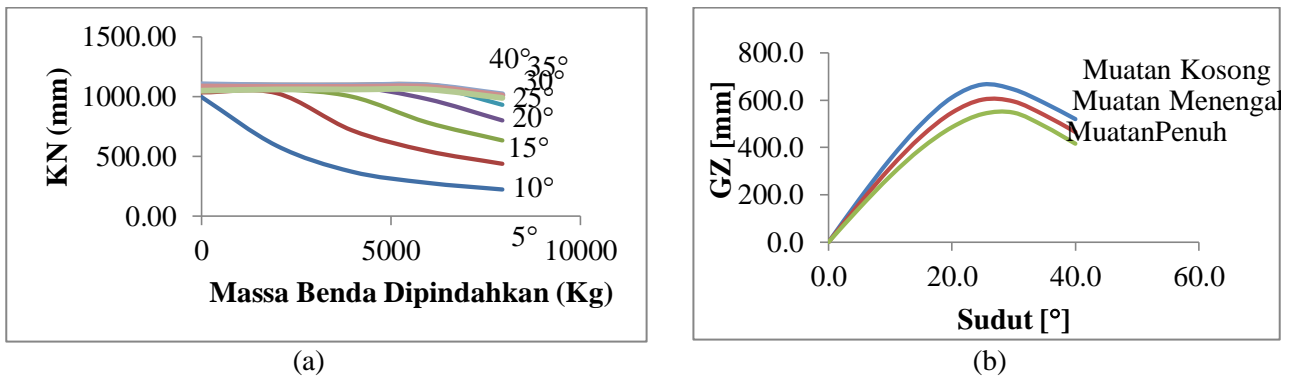 1500.00
1000.00
500.00
0.00
KN (mm)
0
5000
10000
Massa Benda Dipindahkan (Kg)
40°
35°
30°
25°
20°
15°
10°
5°
(a)
800.0
600.0
400.0
200.0
0.0
GZ [mm]
0.0
20.0
40.0
60.0
Sudut [°]
Muatan Kosong
Muatan Menengal
MuatanPenuh
(b)